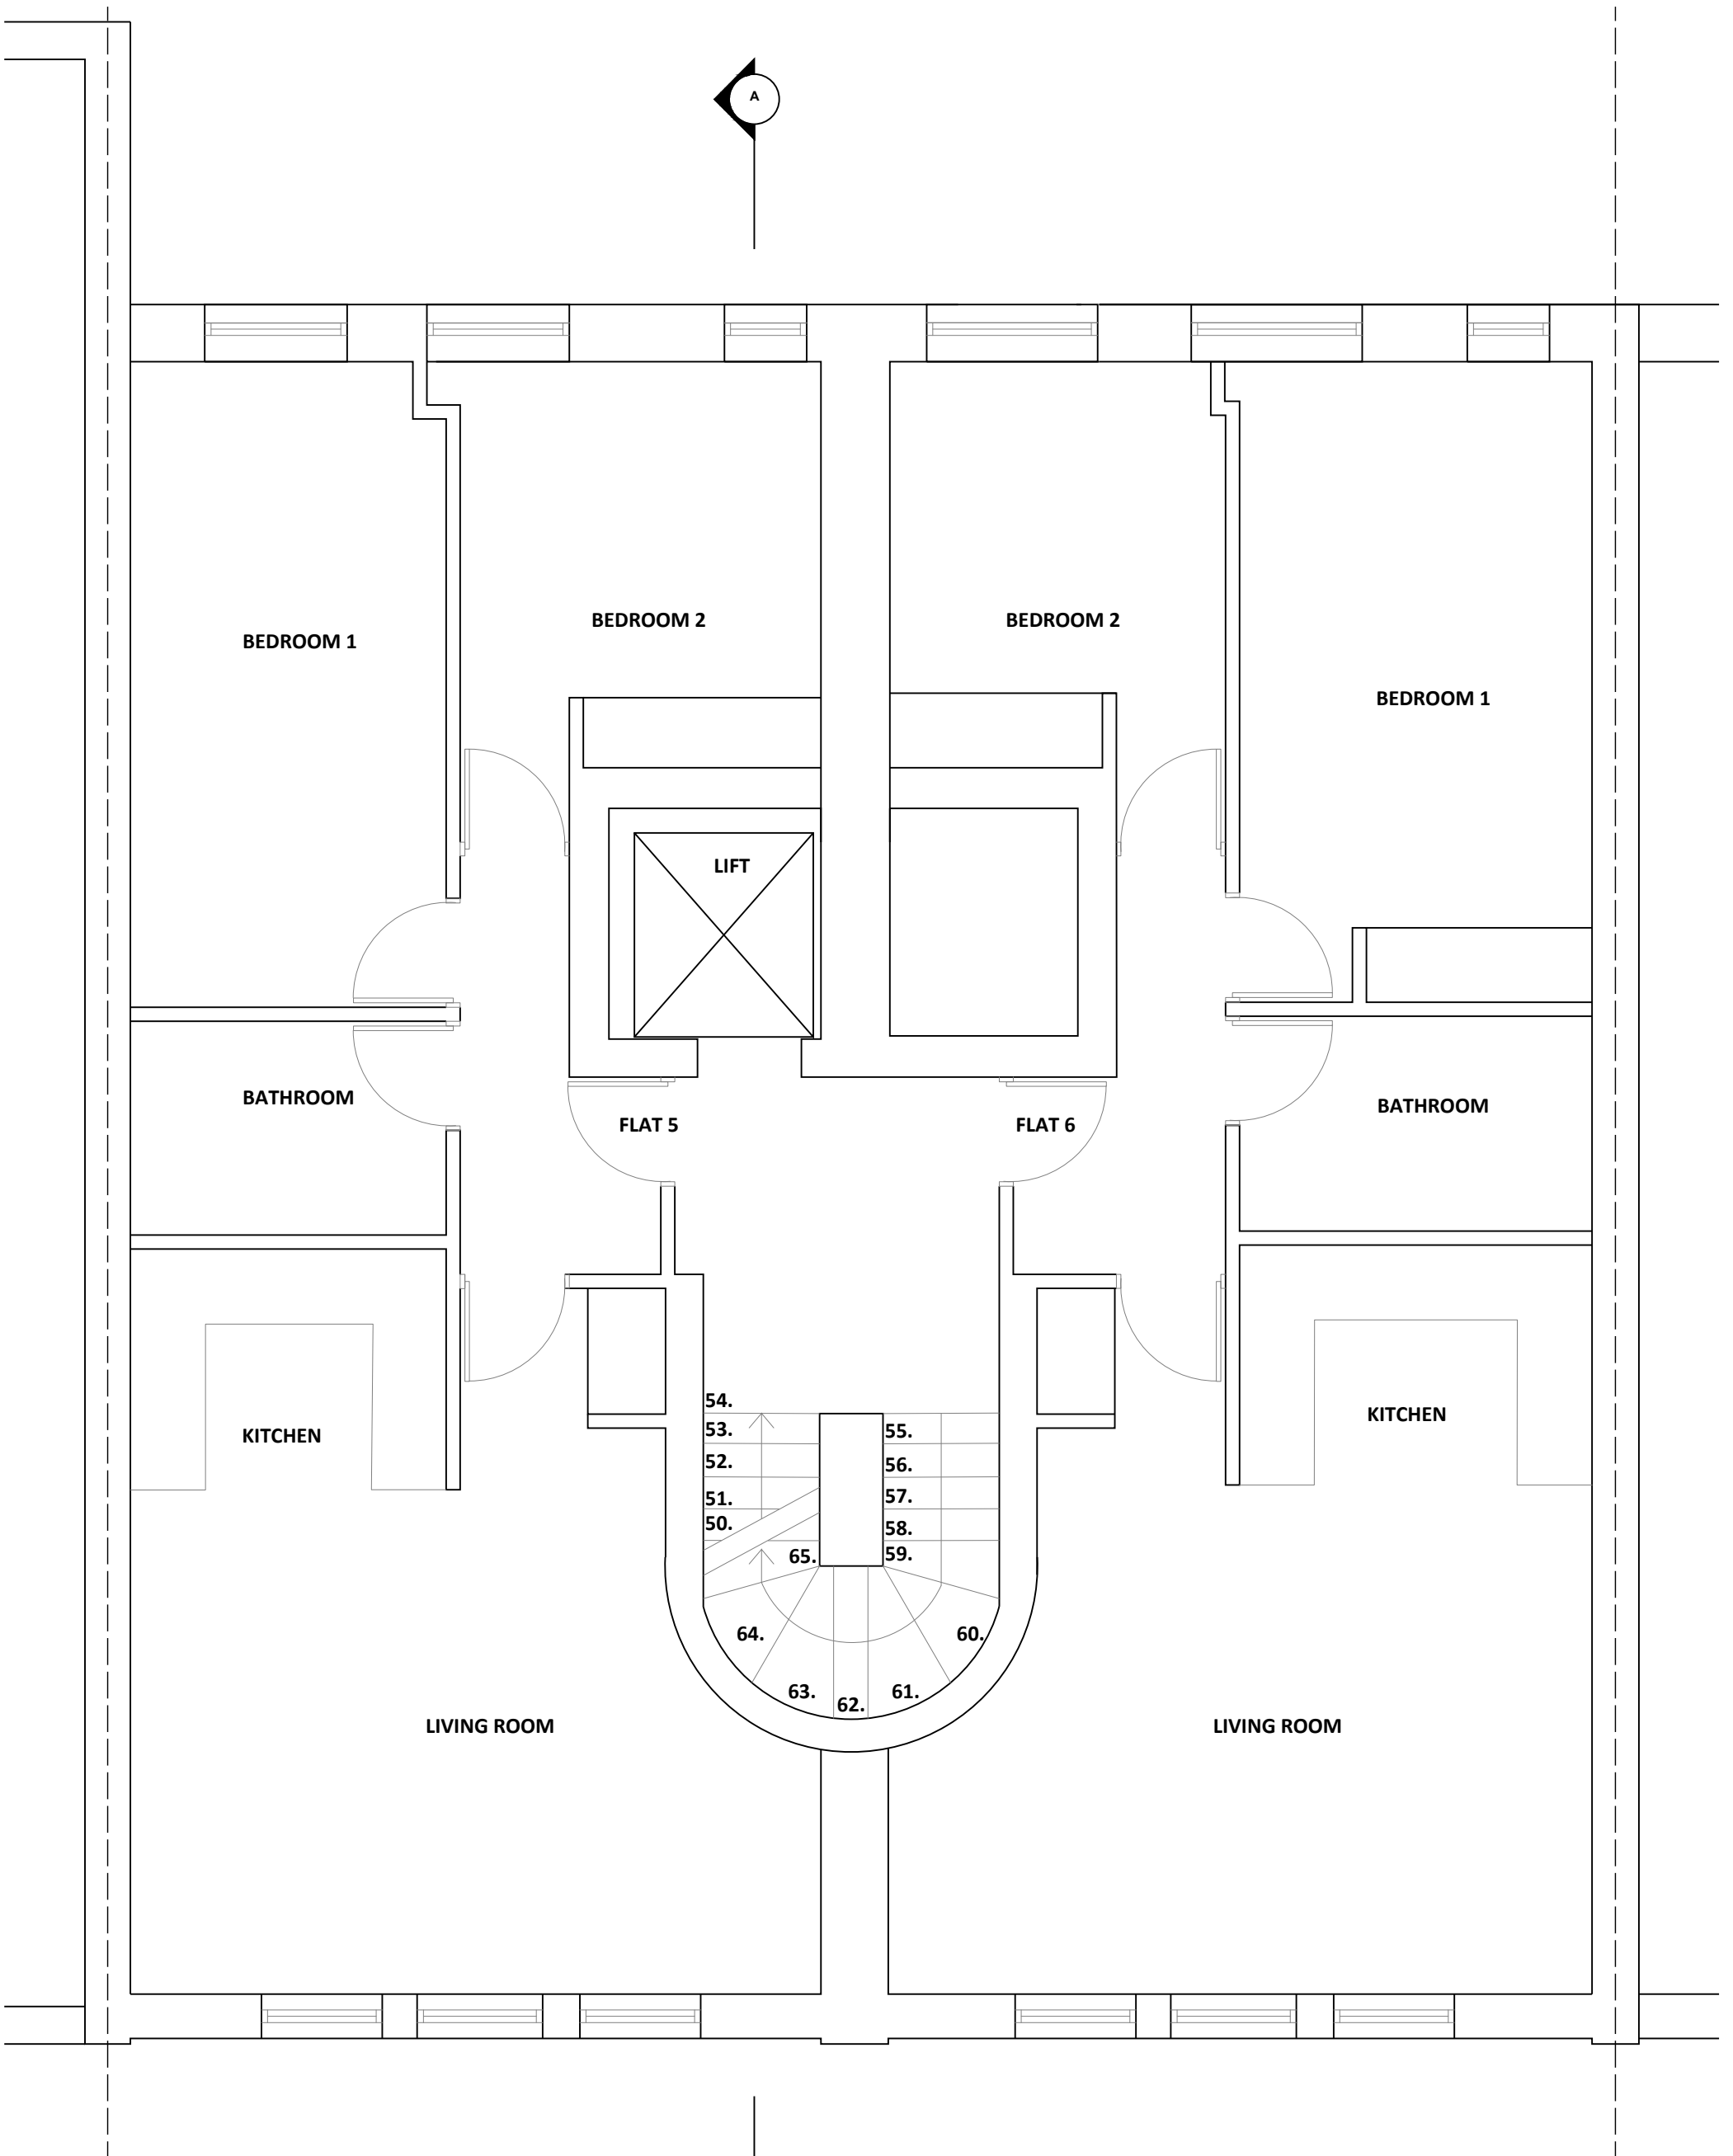 A
BEDROOM 2
BEDROOM 2
BEDROOM 1
BEDROOM 1
LIFT
BATHROOM
BATHROOM
FLAT 5
FLAT 6
54.
53.
55.
52.
56.
51.
57.
50.
58.
65.
59.
KITCHEN
KITCHEN
64.
60.
63.
61.
62.
LIVING ROOM
LIVING ROOM